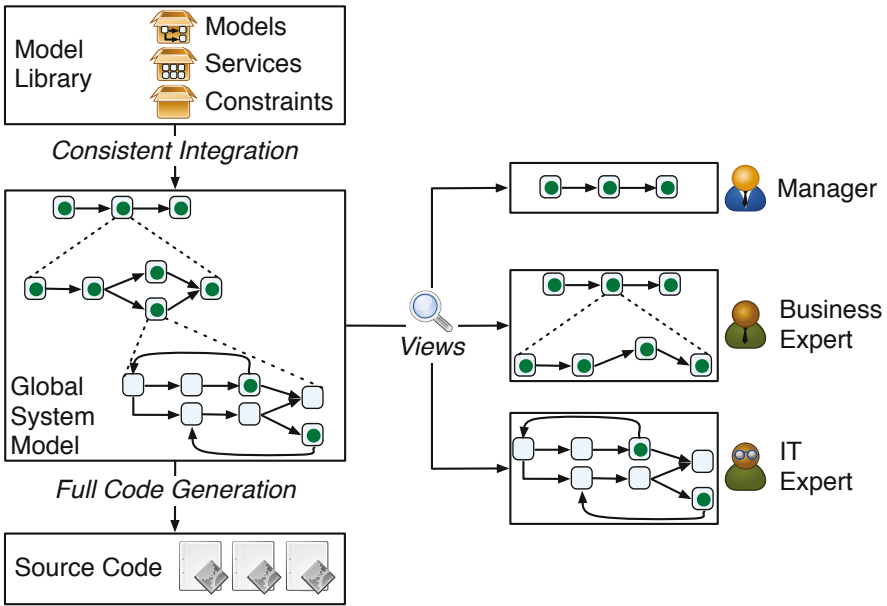 Model
Library
Models
Services
Constraints
Consistent Integration
Global
System
Model
Views
Manager
Business
Expert
IT
Expert
Full Code Generation
Source Code